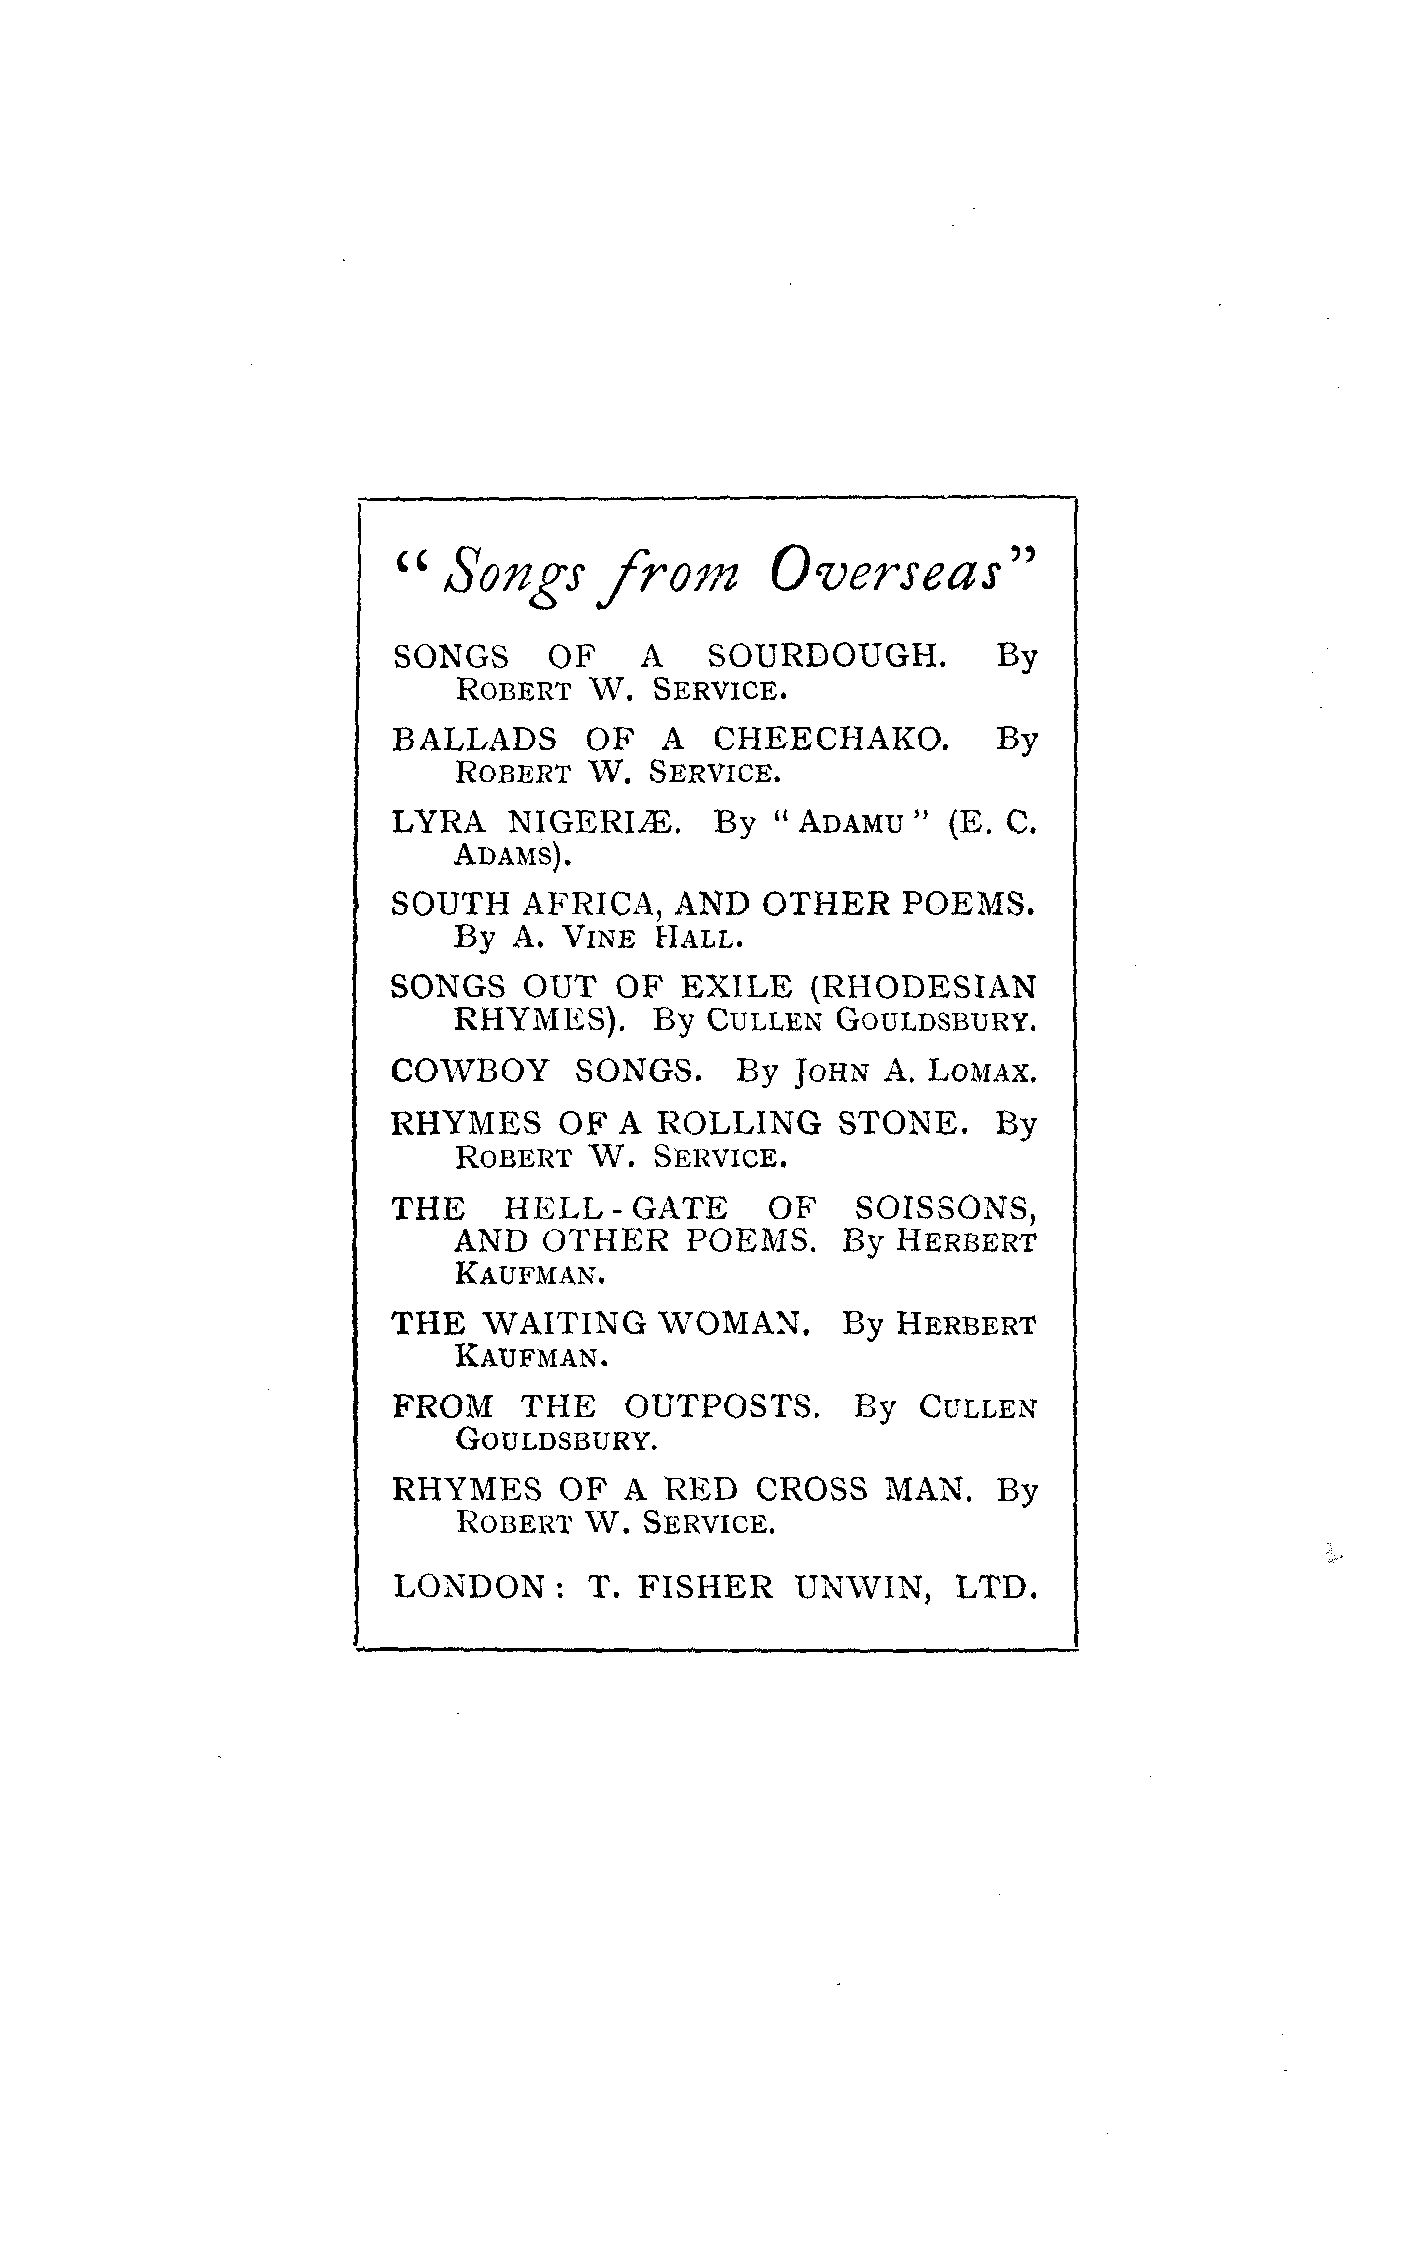 “ Songs from Overseas ”
SONGS OF A SOURDOUGH. By
ROBERT W. SERVICE.
BALLADS OF A CHEECHAKO. By
ROBERT W. SERVICE.
LYRA NIGERIÆ. By “ ADAMU ” (E. C.
ADAMS).
SOUTH AFRICA, AND OTHER POEMS.
By A. VINE HALL.
SONGS OUT OF EXILE (RHODESIAN
RHYMES). By CULLEN GOULDSBURY.
COWBOY SONGS. By JOHN A. LOMAX.
RHYMES OF A ROLLING STONE. By
ROBERT W. SERVICE.
THE HELL-GATE OF SOISSONS,
AND OTHER POEMS. By HERBERT
KAUFMAN.
THE WAITING WOMAN. By HERBERT
KAUFMAN.
FROM THE OUTPOSTS. By CULLEN
GOULDSBURY.
RHYMES OF A RED CROSS MAN. By
ROBERT W. SERVICE.
LONDON: T. FISHER UNWIN, LTD.